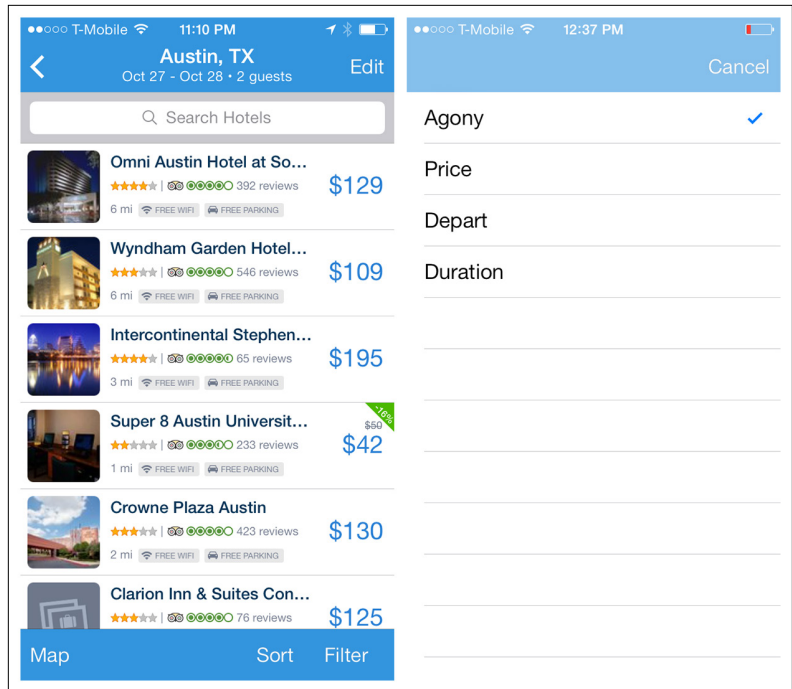 T-Mobile 11:10 PM
Austin, TX
Oct 27 - Oct 28 • 2 guests
Edit
Search Hotels
Omni Austin Hotel at So...
392 reviews
$129
6 mi FREE WIFI FREE PARKING
Wyndham Garden Hotel...
546 reviews
$109
6 mi FREE WIFI FREE PARKING
Intercontinental Stephen...
65 reviews
$195
3 mi FREE WIFI FREE PARKING
Super 8 Austin Universit...
-16%
$50
233 reviews
$42
1 mi FREE WIFI FREE PARKING
Crowne Plaza Austin
423 reviews
$130
2 mi FREE WIFI FREE PARKING
Clarion Inn & Suites Con...
76 reviews
$125
Map Sort Filter
T-Mobile 12:37 PM
Cancel
Agony
Price
Depart
Duration